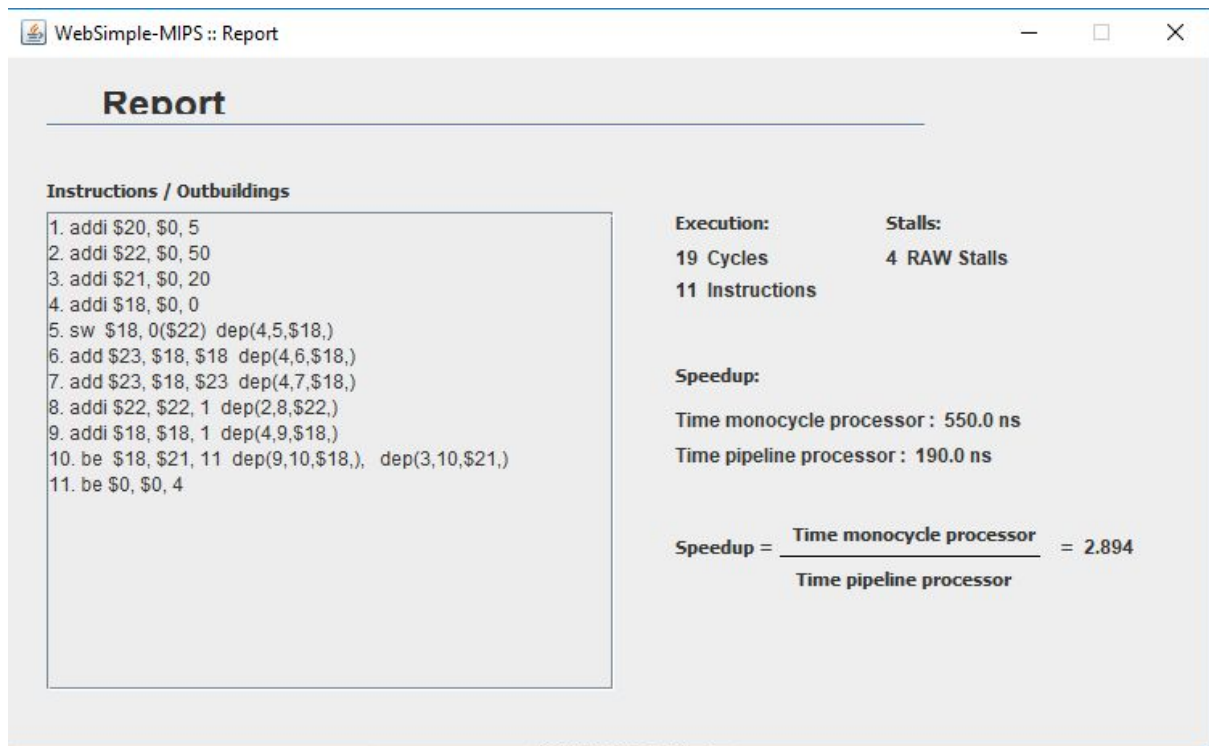 WebSimple-MIPS :: Report
Report
Instructions / Outbuildings
1. addi $20, $0, 5
2. addi $22, $0, 50
3. addi $21, $0, 20
4. addi $18, $0, 0
5. sw $18, 0($22) dep(4,5,$18,)
6. add $23, $18, $18 dep(4,6,$18,)
7. add $23, $18, $23 dep(4,7,$18,)
8. addi $22, $22, 1 dep(2,8,$22,)
9. addi $18, $18, 1 dep(4,9,$18,)
10. be $18, $21, 11 dep(9,10,$18,), dep(3,10,$21,)
11. be $0, $0, 4
Execution:
19 Cycles
11 Instructions
Stalls:
4 RAW Stalls
Speedup:
Time monocycle processor : 550.0 ns
Time pipeline processor : 190.0 ns
Speedup = Time monocycle processor = 2.894
Time pipeline processor